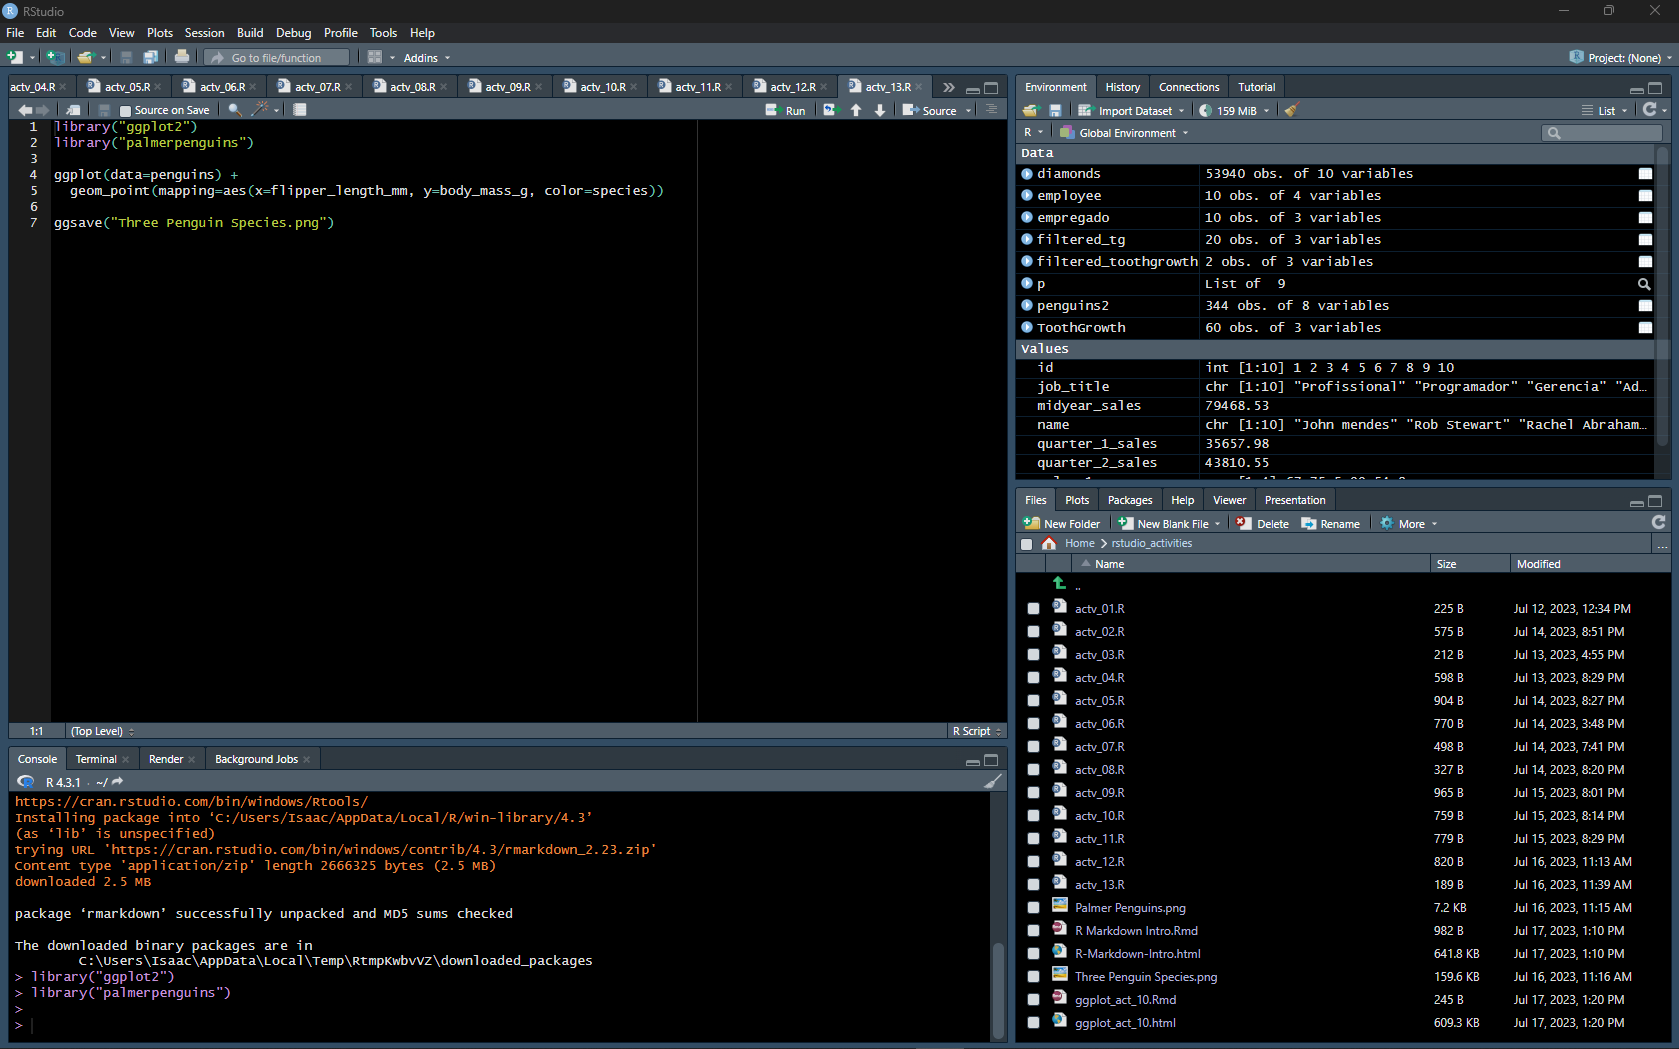 RStudio
File Edit Code View Plots Session Build Debug Profile Tools Help
Go to file/function Addins Project: (None)
actv_04.R actv_05.R actv_06.R actv_07.R actv_08.R actv_09.R actv_10.R actv_11.R actv_12.R actv_13.R
Source on Save Run Source
1 library("ggplot2")
2 library("palmerpenguins")
3
4 ggplot(data=penguins) +
5 geom_point(mapping=aes(x=flipper_length_mm, y=body_mass_g, color=species))
6
7 ggsave("Three Penguin Species.png")
1:1 (Top Level) R Script
Console Terminal Render Background Jobs
R 4.3.1 · ~/
https://cran.rstudio.com/bin/windows/Rtools/
Installing package into ‘C:/Users/Isaac/AppData/Local/R/win-library/4.3’
(as ‘lib’ is unspecified)
trying URL 'https://cran.rstudio.com/bin/windows/contrib/4.3/rmarkdown_2.23.zip'
Content type 'application/zip' length 2666325 bytes (2.5 MB)
downloaded 2.5 MB
package ‘rmarkdown’ successfully unpacked and MD5 sums checked
The downloaded binary packages are in
C:\Users\Isaac\AppData\Local\Temp\RtmpKwbvVZ\downloaded_packages
> library("ggplot2")
> library("palmerpenguins")
>
>
Environment History Connections Tutorial
Import Dataset 159 MiB List
R Global Environment
Data
diamonds 53940 obs. of 10 variables
employee 10 obs. of 4 variables
empregado 10 obs. of 3 variables
filtered_tg 20 obs. of 3 variables
filtered_toothgrowth 2 obs. of 3 variables
p List of 9
penguins2 344 obs. of 8 variables
ToothGrowth 60 obs. of 3 variables
Values
id int [1:10] 1 2 3 4 5 6 7 8 9 10
job_title chr [1:10] "Profissional" "Programador" "Gerencia" "Ad…
midyear_sales 79468.53
name chr [1:10] "John mendes" "Rob Stewart" "Rachel Abraham…
quarter_1_sales 35657.98
quarter_2_sales 43810.55
Files Plots Packages Help Viewer Presentation
New Folder New Blank File Delete Rename More
Home > rstudio_activities ...
Name Size Modified
..
actv_01.R 225 B Jul 12, 2023, 12:34 PM
actv_02.R 575 B Jul 14, 2023, 8:51 PM
actv_03.R 212 B Jul 13, 2023, 4:55 PM
actv_04.R 598 B Jul 13, 2023, 8:29 PM
actv_05.R 904 B Jul 14, 2023, 8:27 PM
actv_06.R 770 B Jul 14, 2023, 3:48 PM
actv_07.R 498 B Jul 14, 2023, 7:41 PM
actv_08.R 327 B Jul 14, 2023, 8:20 PM
actv_09.R 965 B Jul 15, 2023, 8:01 PM
actv_10.R 759 B Jul 15, 2023, 8:14 PM
actv_11.R 779 B Jul 15, 2023, 8:29 PM
actv_12.R 820 B Jul 16, 2023, 11:13 AM
actv_13.R 189 B Jul 16, 2023, 11:39 AM
Palmer Penguins.png 7.2 KB Jul 16, 2023, 11:15 AM
R Markdown Intro.Rmd 982 B Jul 17, 2023, 1:10 PM
R-Markdown-Intro.html 641.8 KB Jul 17, 2023, 1:10 PM
Three Penguin Species.png 159.6 KB Jul 16, 2023, 11:16 AM
ggplot_act_10.Rmd 245 B Jul 17, 2023, 1:20 PM
ggplot_act_10.html 609.3 KB Jul 17, 2023, 1:20 PM